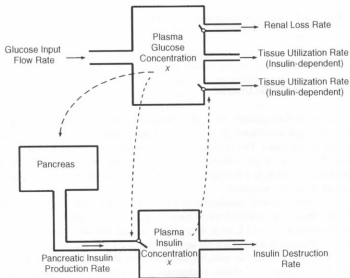 Renal Loss Rate
Plasma
Glucose
Concentration
x
Glucose Input
Flow Rate
Tissue Utilization Rate
(Insulin-dependent)
Tissue Utilization Rate
(Insulin-dependent)
Pancreas
Plasma
Insulin
Concentration
x
Pancreatic Insulin
Production Rate
Insulin Destruction
Rate